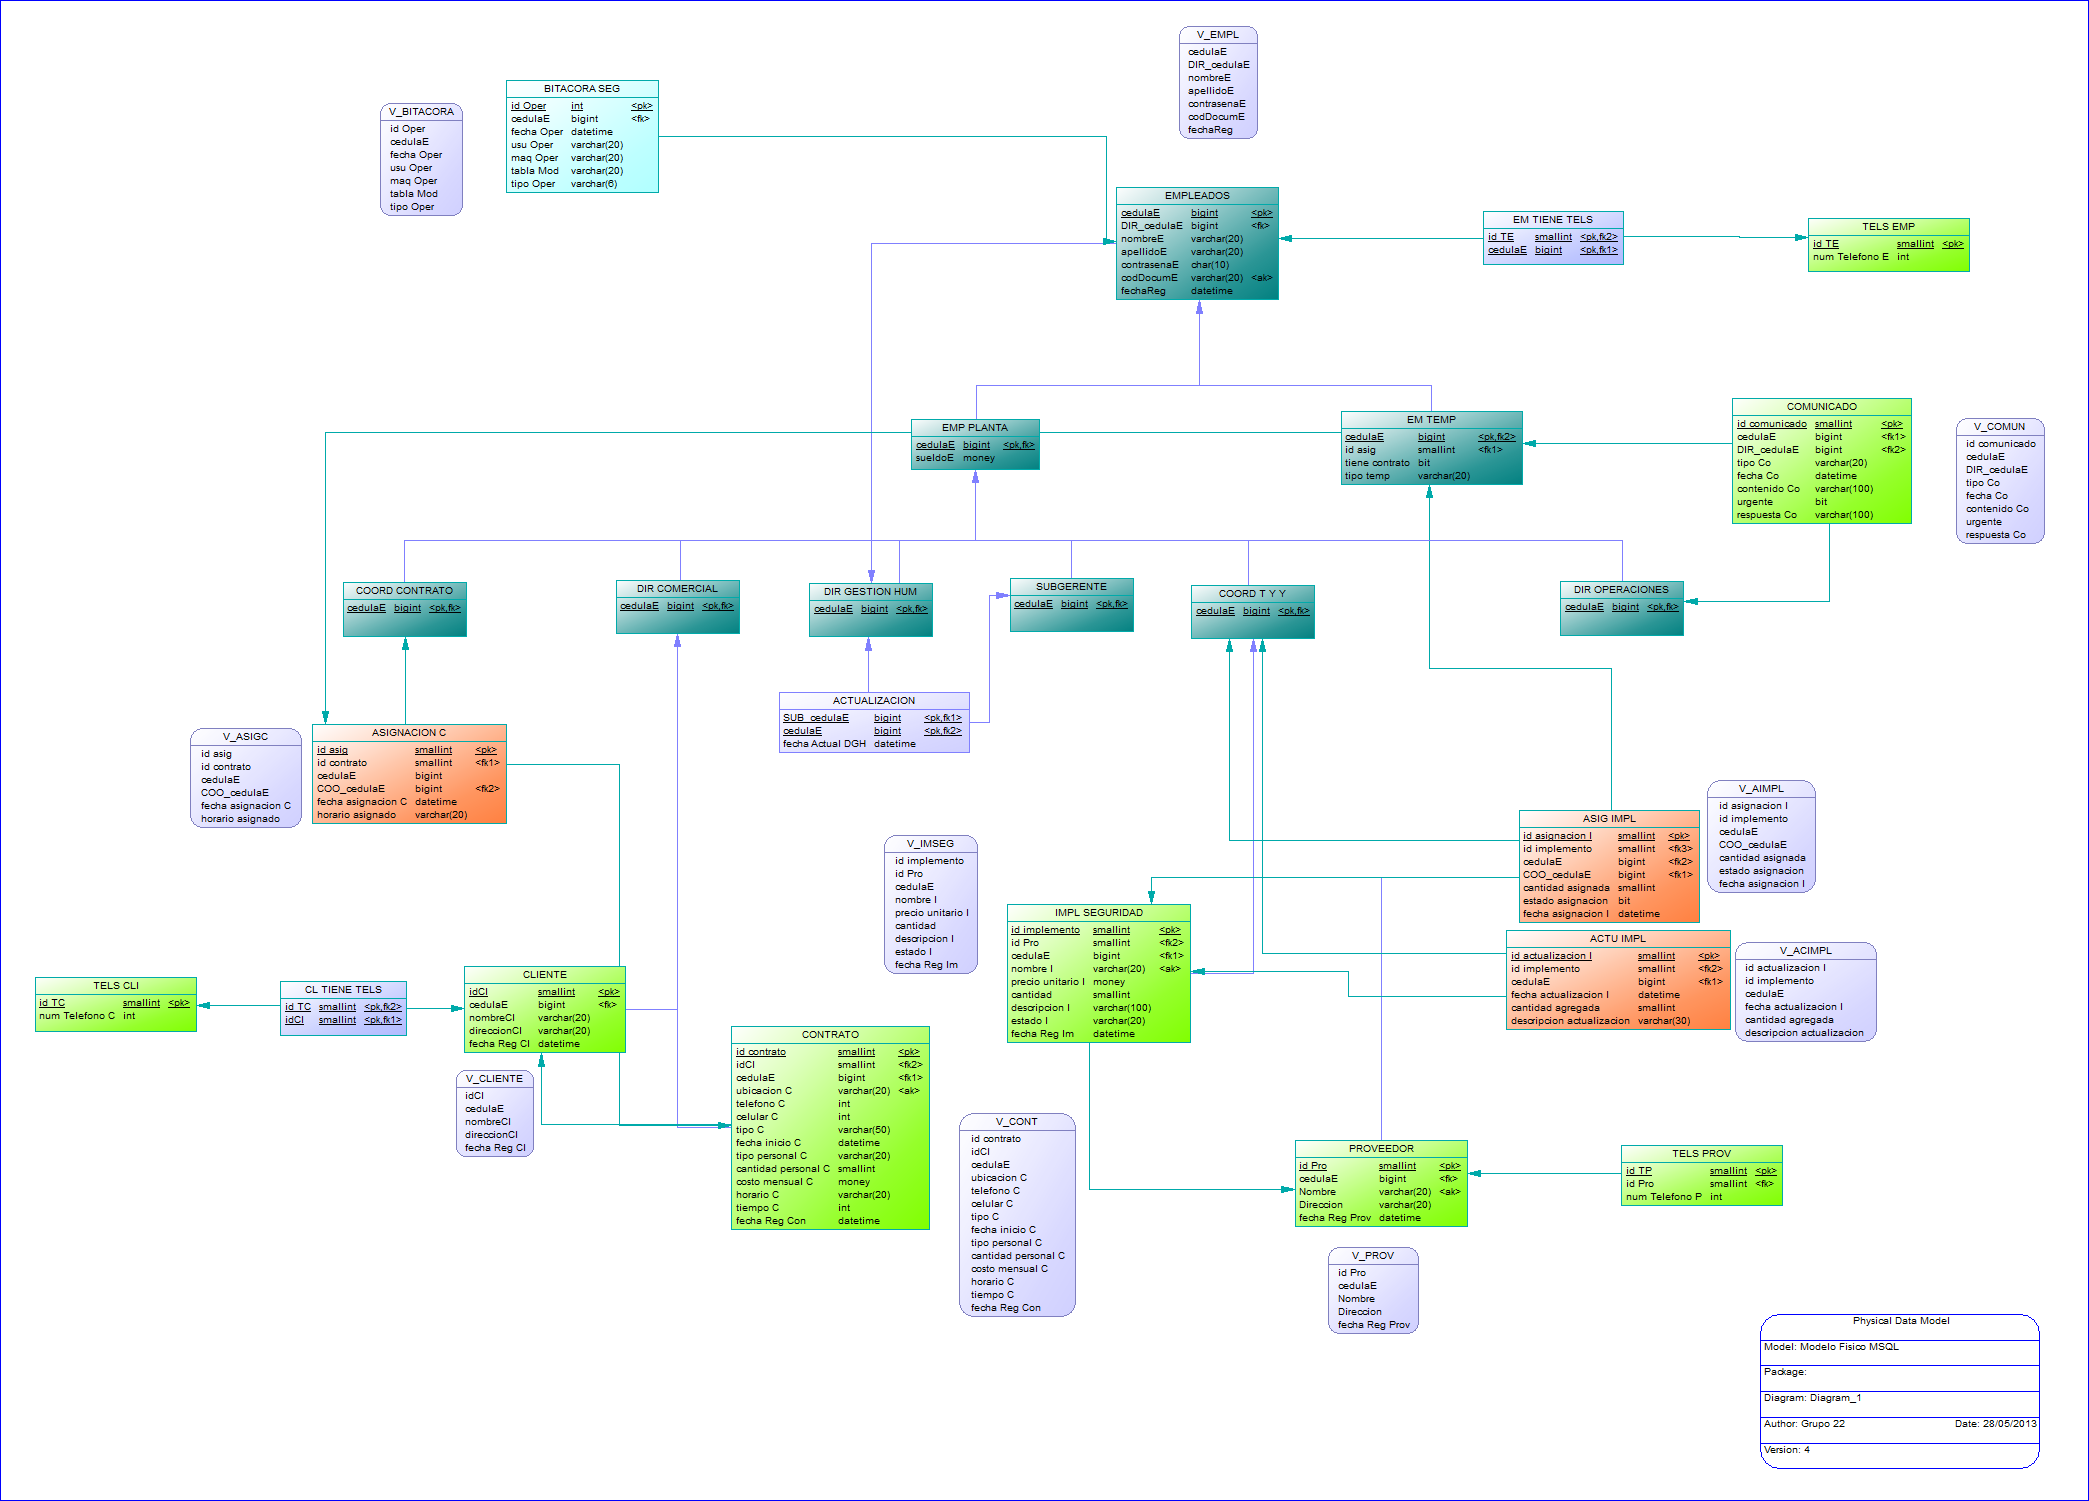 V_EMPL
cedulaE
DIR_cedulaE
nombreE
apellidoE
contrasenaE
codDocumE
fechaReg
BITACORA SEG
id Oper int <pk>
cedulaE bigint <fk>
fecha Oper datetime
usu Oper varchar(20)
maq Oper varchar(20)
tabla Mod varchar(20)
tipo Oper varchar(6)
V_BITACORA
id Oper
cedulaE
fecha Oper
usu Oper
maq Oper
tabla Mod
tipo Oper
EMPLEADOS
cedulaE bigint <pk>
DIR_cedulaE bigint <fk>
nombreE varchar(20)
apellidoE varchar(20)
contrasenaE char(10)
codDocumE varchar(20) <ak>
fechaReg datetime
EM TIENE TELS
id TE smallint <pk,fk2>
cedulaE bigint <pk,fk1>
TELS EMP
id TE smallint <pk>
num Telefono E int
EMP PLANTA
cedulaE bigint <pk,fk>
sueldoE money
EM TEMP
cedulaE bigint <pk,fk2>
id asig smallint <fk1>
tiene contrato bit
tipo temp varchar(20)
COMUNICADO
id comunicado smallint <pk>
cedulaE bigint <fk1>
DIR_cedulaE bigint <fk2>
tipo Co varchar(20)
fecha Co datetime
contenido Co varchar(100)
urgente bit
respuesta Co varchar(100)
V_COMUN
id comunicado
cedulaE
DIR_cedulaE
tipo Co
fecha Co
contenido Co
urgente
respuesta Co
COORD CONTRATO
cedulaE bigint <pk,fk>
DIR COMERCIAL
cedulaE bigint <pk,fk>
DIR GESTION HUM
cedulaE bigint <pk,fk>
SUBGERENTE
cedulaE bigint <pk,fk>
COORD T Y Y
cedulaE bigint <pk,fk>
DIR OPERACIONES
cedulaE bigint <pk,fk>
ACTUALIZACION
SUB_cedulaE bigint <pk,fk1>
cedulaE bigint <pk,fk2>
fecha Actual DGH datetime
V_ASIGC
id asig
id contrato
cedulaE
COO_cedulaE
fecha asignacion C
horario asignado
ASIGNACION C
id asig smallint <pk>
id contrato smallint <fk1>
cedulaE bigint
COO_cedulaE bigint <fk2>
fecha asignacion C datetime
horario asignado varchar(20)
ASIG IMPL
id asignacion I smallint <pk>
id implemento smallint <fk3>
cedulaE bigint <fk2>
COO_cedulaE bigint <fk1>
cantidad asignada smallint
estado asignacion bit
fecha asignacion I datetime
V_AIMPL
id asignacion I
id implemento
cedulaE
COO_cedulaE
cantidad asignada
estado asignacion
fecha asignacion I
V_IMSEG
id implemento
id Pro
cedulaE
nombre I
precio unitario I
cantidad
descripcion I
estado I
fecha Reg Im
IMPL SEGURIDAD
id implemento smallint <pk>
id Pro smallint <fk2>
cedulaE bigint <fk1>
nombre I varchar(20) <ak>
precio unitario I money
cantidad smallint
descripcion I varchar(100)
estado I varchar(20)
fecha Reg Im datetime
ACTU IMPL
id actualizacion I smallint <pk>
id implemento smallint <fk2>
cedulaE bigint <fk1>
fecha actualizacion I datetime
cantidad agregada smallint
descripcion actualizacion varchar(30)
V_ACIMPL
id actualizacion I
id implemento
cedulaE
fecha actualizacion I
cantidad agregada
descripcion actualizacion
TELS CLI
id TC smallint <pk>
num Telefono C int
CL TIENE TELS
id TC smallint <pk,fk2>
idCl smallint <pk,fk1>
CLIENTE
idCl smallint <pk>
cedulaE bigint <fk>
nombreCl varchar(20)
direccionCl varchar(20)
fecha Reg Cl datetime
V_CLIENTE
idCl
cedulaE
nombreCl
direccionCl
fecha Reg Cl
CONTRATO
id contrato smallint <pk>
idCl smallint <fk2>
cedulaE bigint <fk1>
ubicacion C varchar(20) <ak>
telefono C int
celular C int
tipo C varchar(50)
fecha inicio C datetime
tipo personal C varchar(20)
cantidad personal C smallint
costo mensual C money
horario C varchar(20)
tiempo C int
fecha Reg Con datetime
V_CONT
id contrato
idCl
cedulaE
ubicacion C
telefono C
celular C
tipo C
fecha inicio C
tipo personal C
cantidad personal C
costo mensual C
horario C
tiempo C
fecha Reg Con
PROVEEDOR
id Pro smallint <pk>
cedulaE bigint <fk>
Nombre varchar(20) <ak>
Direccion varchar(20)
fecha Reg Prov datetime
TELS PROV
id TP smallint <pk>
id Pro smallint <fk>
num Telefono P int
V_PROV
id Pro
cedulaE
Nombre
Direccion
fecha Reg Prov
Physical Data Model
Model: Modelo Fisico MSQL
Package:
Diagram: Diagram_1
Author: Grupo 22 Date: 28/05/2013
Version: 4